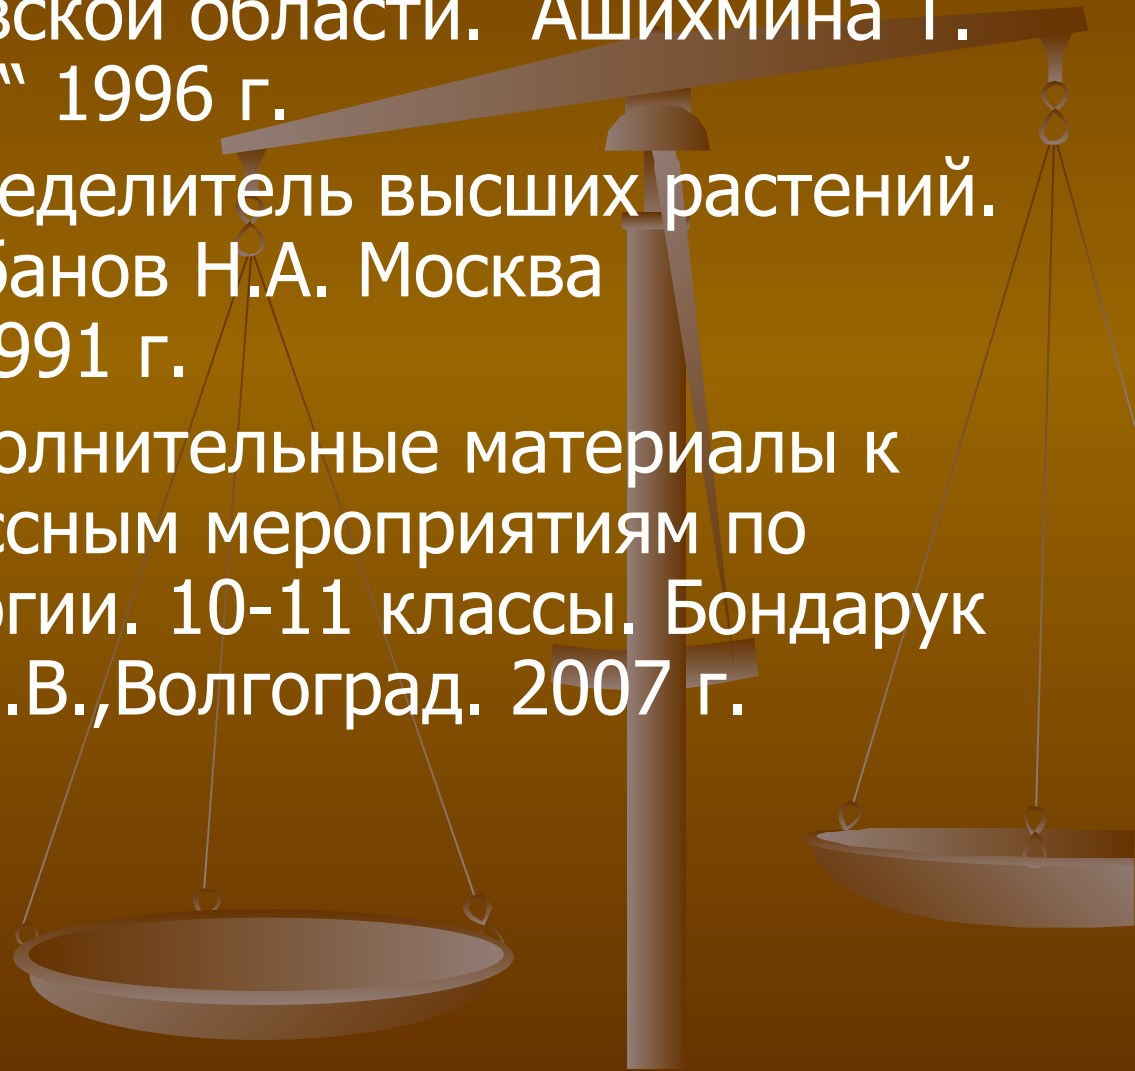 вской области. Ашихмина Т.
“ 1996 г.
еделитель высших растений.
банов Н.А. Москва
991 г.
олнительные материалы к
ссным мероприятиям по
огии. 10-11 классы. Бондарук
.В.,Волгоград. 2007 г.